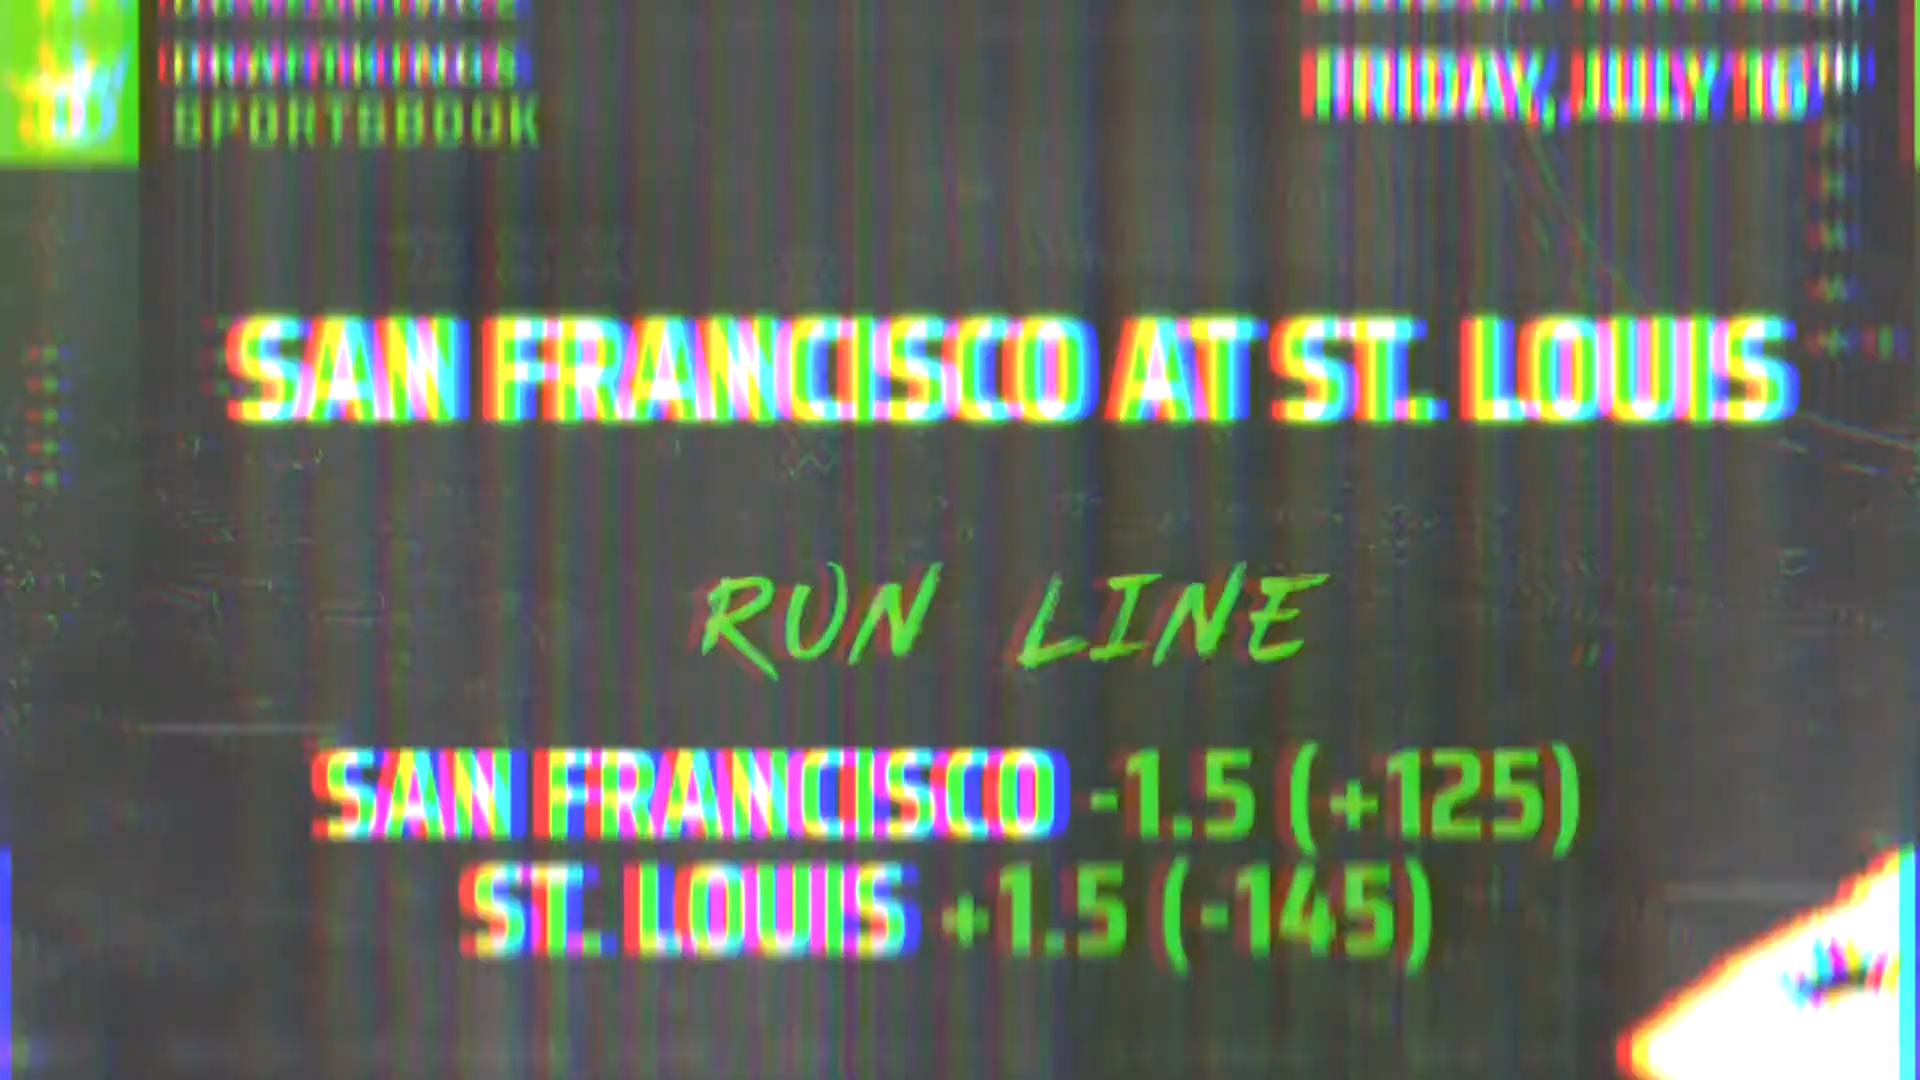 DRAFTKINGS
SPORTSBOOK
FRIDAY, JULY 16
SAN FRANCISCO AT ST. LOUIS
RUN LINE
SAN FRANCISCO -1.5 (+125)
ST. LOUIS +1.5 (-145)